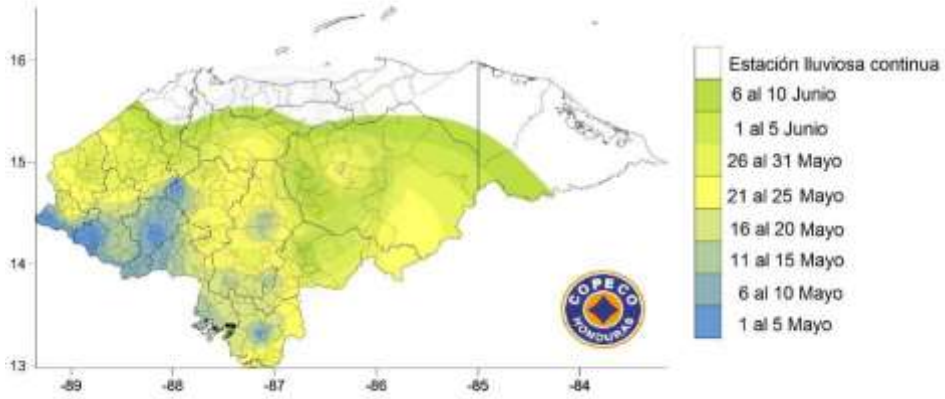 16
15
14
13
-89
-88
-87
-86
-85
-84
Estación lluviosa continua
6 al 10 Junio
1 al 5 Junio
26 al 31 Mayo
21 al 25 Mayo
16 al 20 Mayo
11 al 15 Mayo
6 al 10 Mayo
1 al 5 Mayo
COPECO
HONDURAS